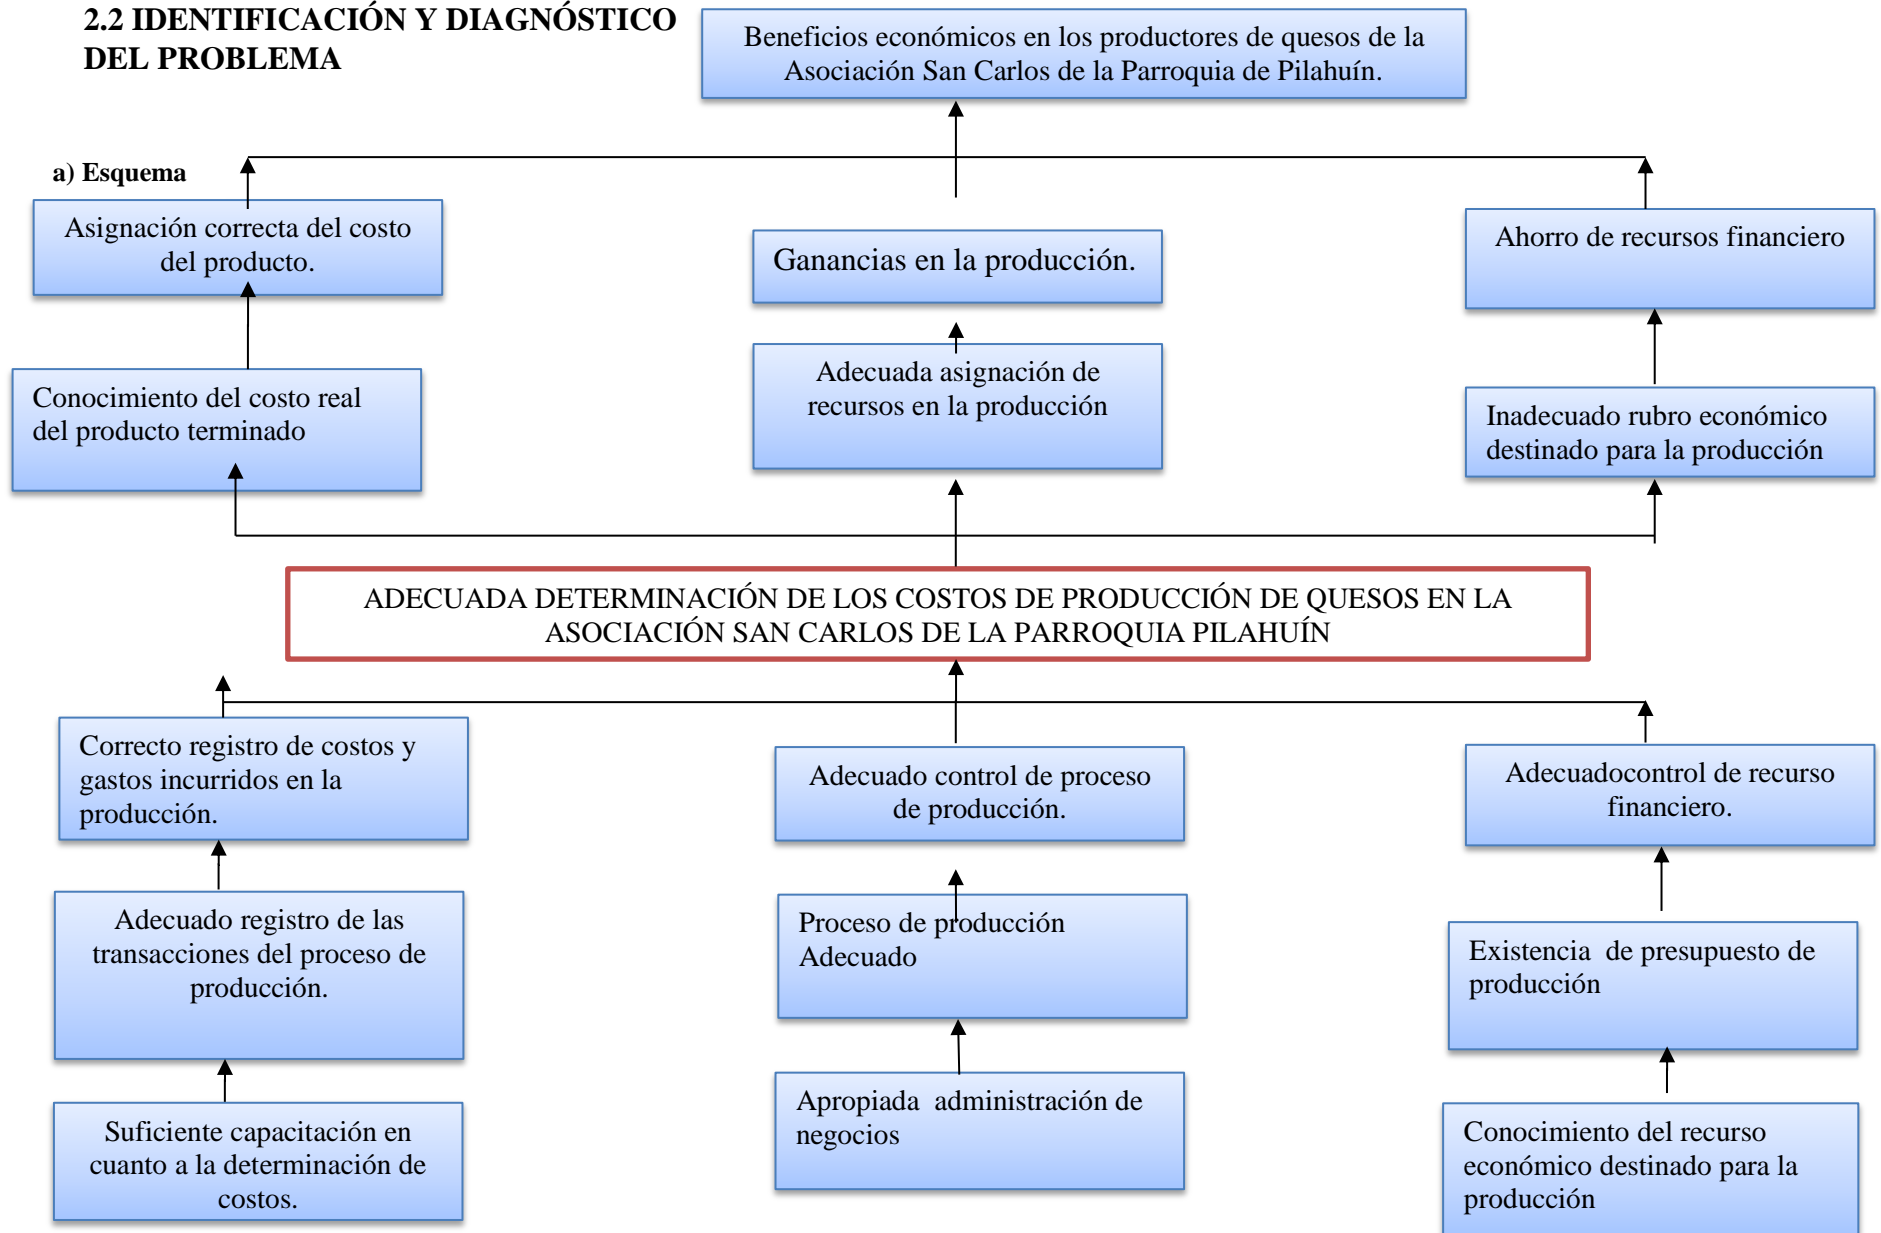 2.2 IDENTIFICACIÓN Y DIAGNÓSTICO
DEL PROBLEMA
Beneficios económicos en los productores de quesos de la
Asociación San Carlos de la Parroquia de Pilahuín.
a) Esquema
Asignación correcta del costo
del producto.
Ganancias en la producción.
Ahorro de recursos financiero
Conocimiento del costo real
del producto terminado
Adecuada asignación de
recursos en la producción
Inadecuado rubro económico
destinado para la producción
ADECUADA DETERMINACIÓN DE LOS COSTOS DE PRODUCCIÓN DE QUESOS EN LA
ASOCIACIÓN SAN CARLOS DE LA PARROQUIA PILAHUÍN
Correcto registro de costos y
gastos incurridos en la
producción.
Adecuado control de proceso
de producción.
Adecuadocontrol de recurso
financiero.
Adecuado registro de las
transacciones del proceso de
producción.
Proceso de producción
Adecuado
Existencia  de presupuesto de
producción
Suficiente capacitación en
cuanto a la determinación de
costos.
Apropiada  administración de
negocios
Conocimiento del recurso
económico destinado para la
producción